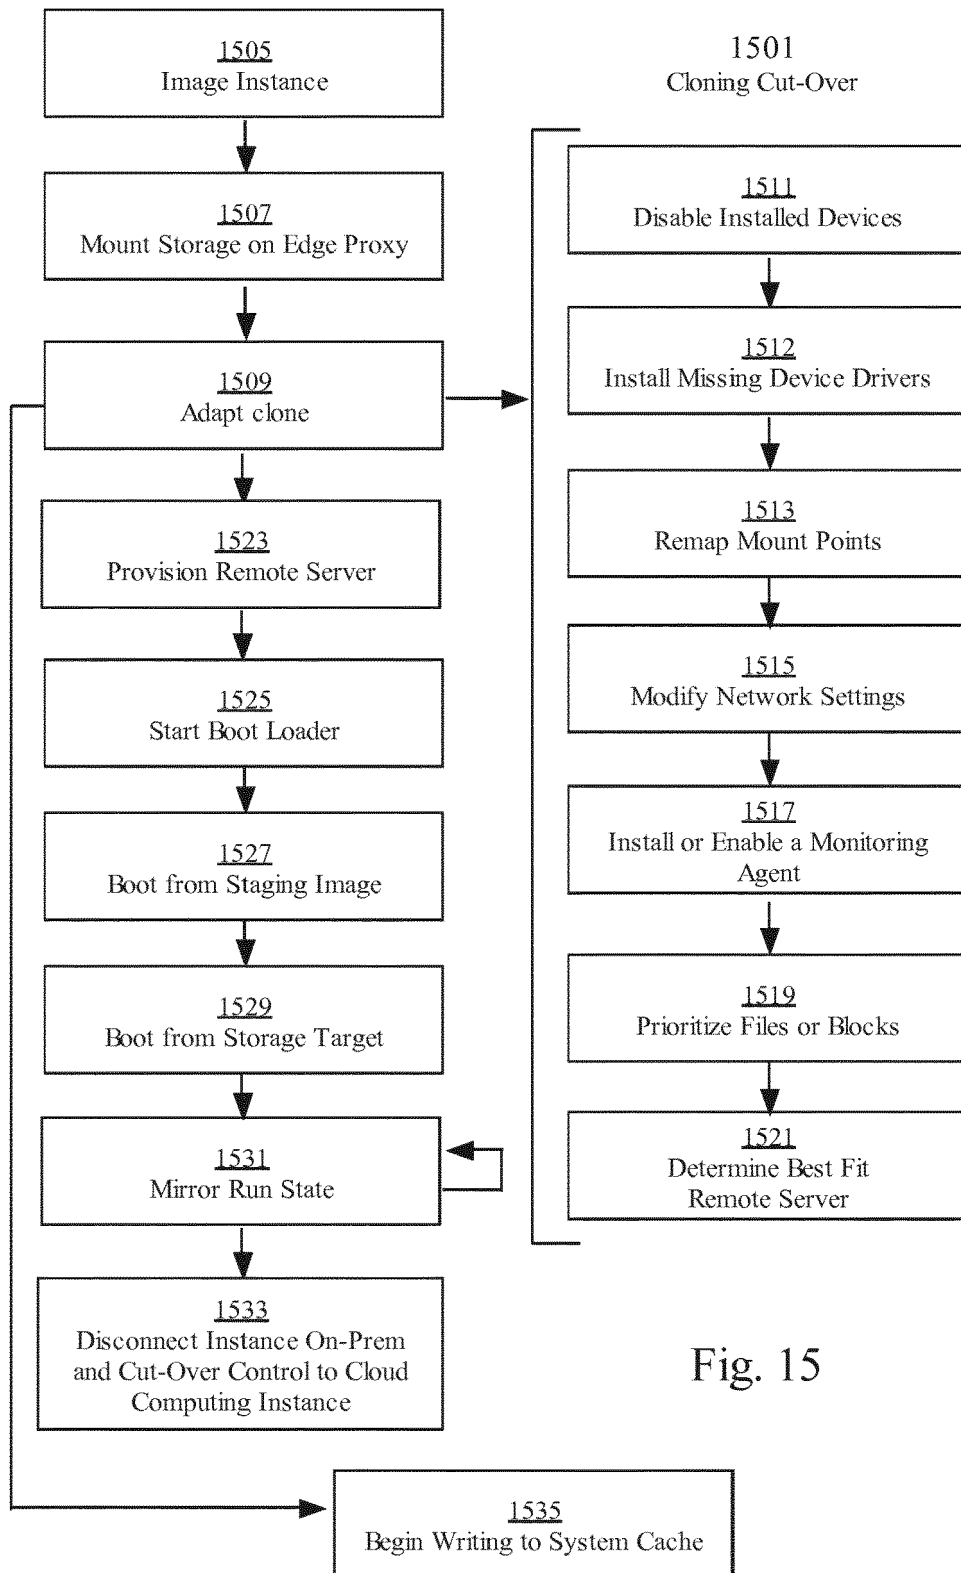 1505
Image Instance
1507
Mount Storage on Edge Proxy
1509
Adapt clone
1523
Provision Remote Server
1525
Start Boot Loader
1527
Boot from Staging Image
1529
Boot from Storage Target
1531
Mirror Run State
1533
Disconnect Instance On-Prem
and Cut-Over Control to Cloud
Computing Instance
1501
Cloning Cut-Over
1511
Disable Installed Devices
1512
Install Missing Device Drivers
1513
Remap Mount Points
1515
Modify Network Settings
1517
Install or Enable a Monitoring
Agent
1519
Prioritize Files or Blocks
1521
Determine Best Fit
Remote Server
Fig. 15
1535
Begin Writing to System Cache